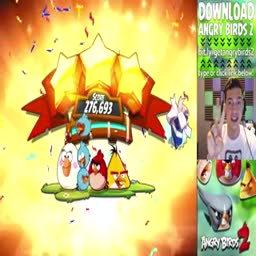 Score
276,693
DOWNLOAD
ANGRY BIRDS 2
bit.ly/getangrybirds2
type or click link below!
ANGRY BIRDS 2